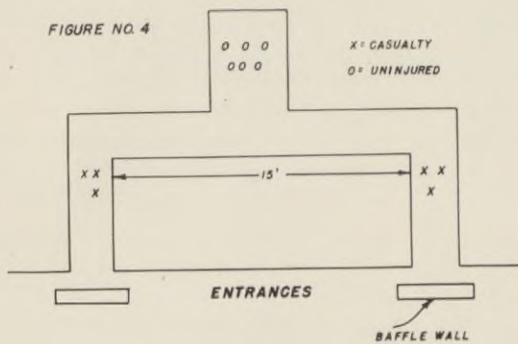 FIGURE NO. 4
X = CASUALTY
O = UNINJURED
O O O
O O O
X X
X
15'
X X
X
ENTRANCES
BAFFLE WALL